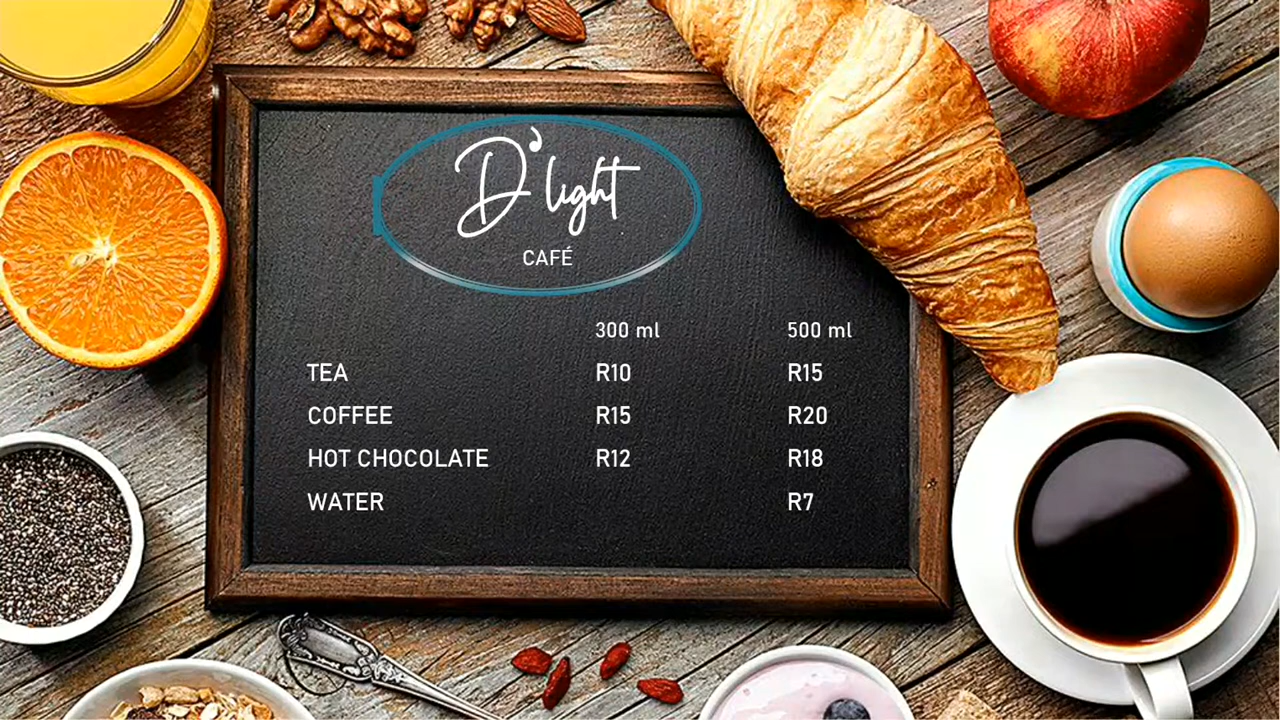 D'light
CAFÉ
300 ml 500 ml
TEA R10 R15
COFFEE R15 R20
HOT CHOCOLATE R12 R18
WATER R7